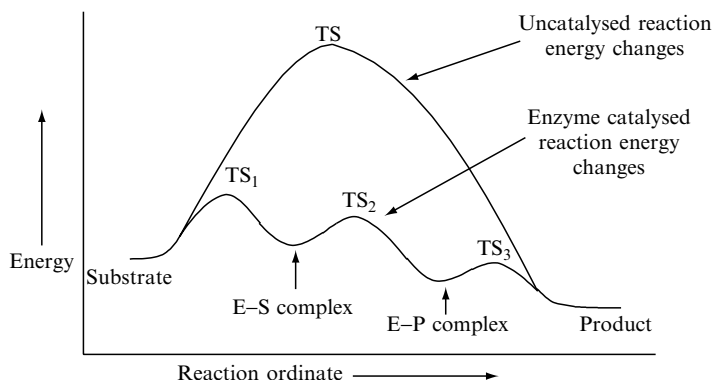 TS
Uncatalysed reaction
energy changes
Enzyme catalysed
reaction energy
changes
TS₁
TS₂
TS₃
Energy
Substrate
E–S complex
E–P complex
Product
Reaction ordinate